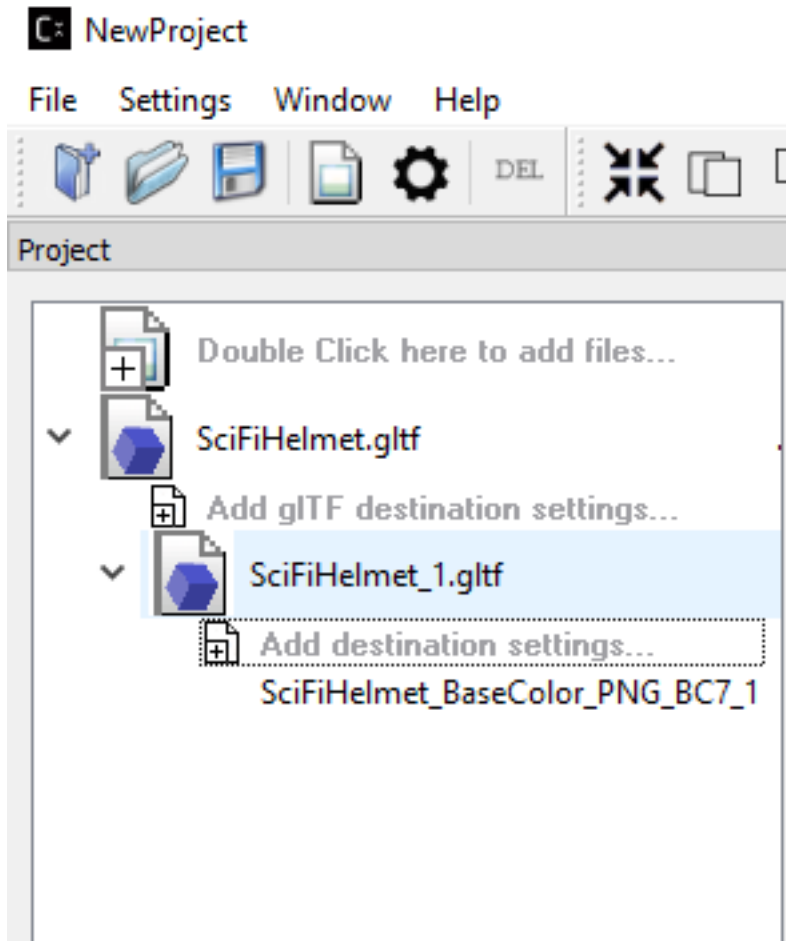 NewProject
File Settings Window Help
DEL
Project
Double Click here to add files...
SciFiHelmet.gltf
Add glTF destination settings...
SciFiHelmet_1.gltf
Add destination settings...
SciFiHelmet_BaseColor_PNG_BC7_1